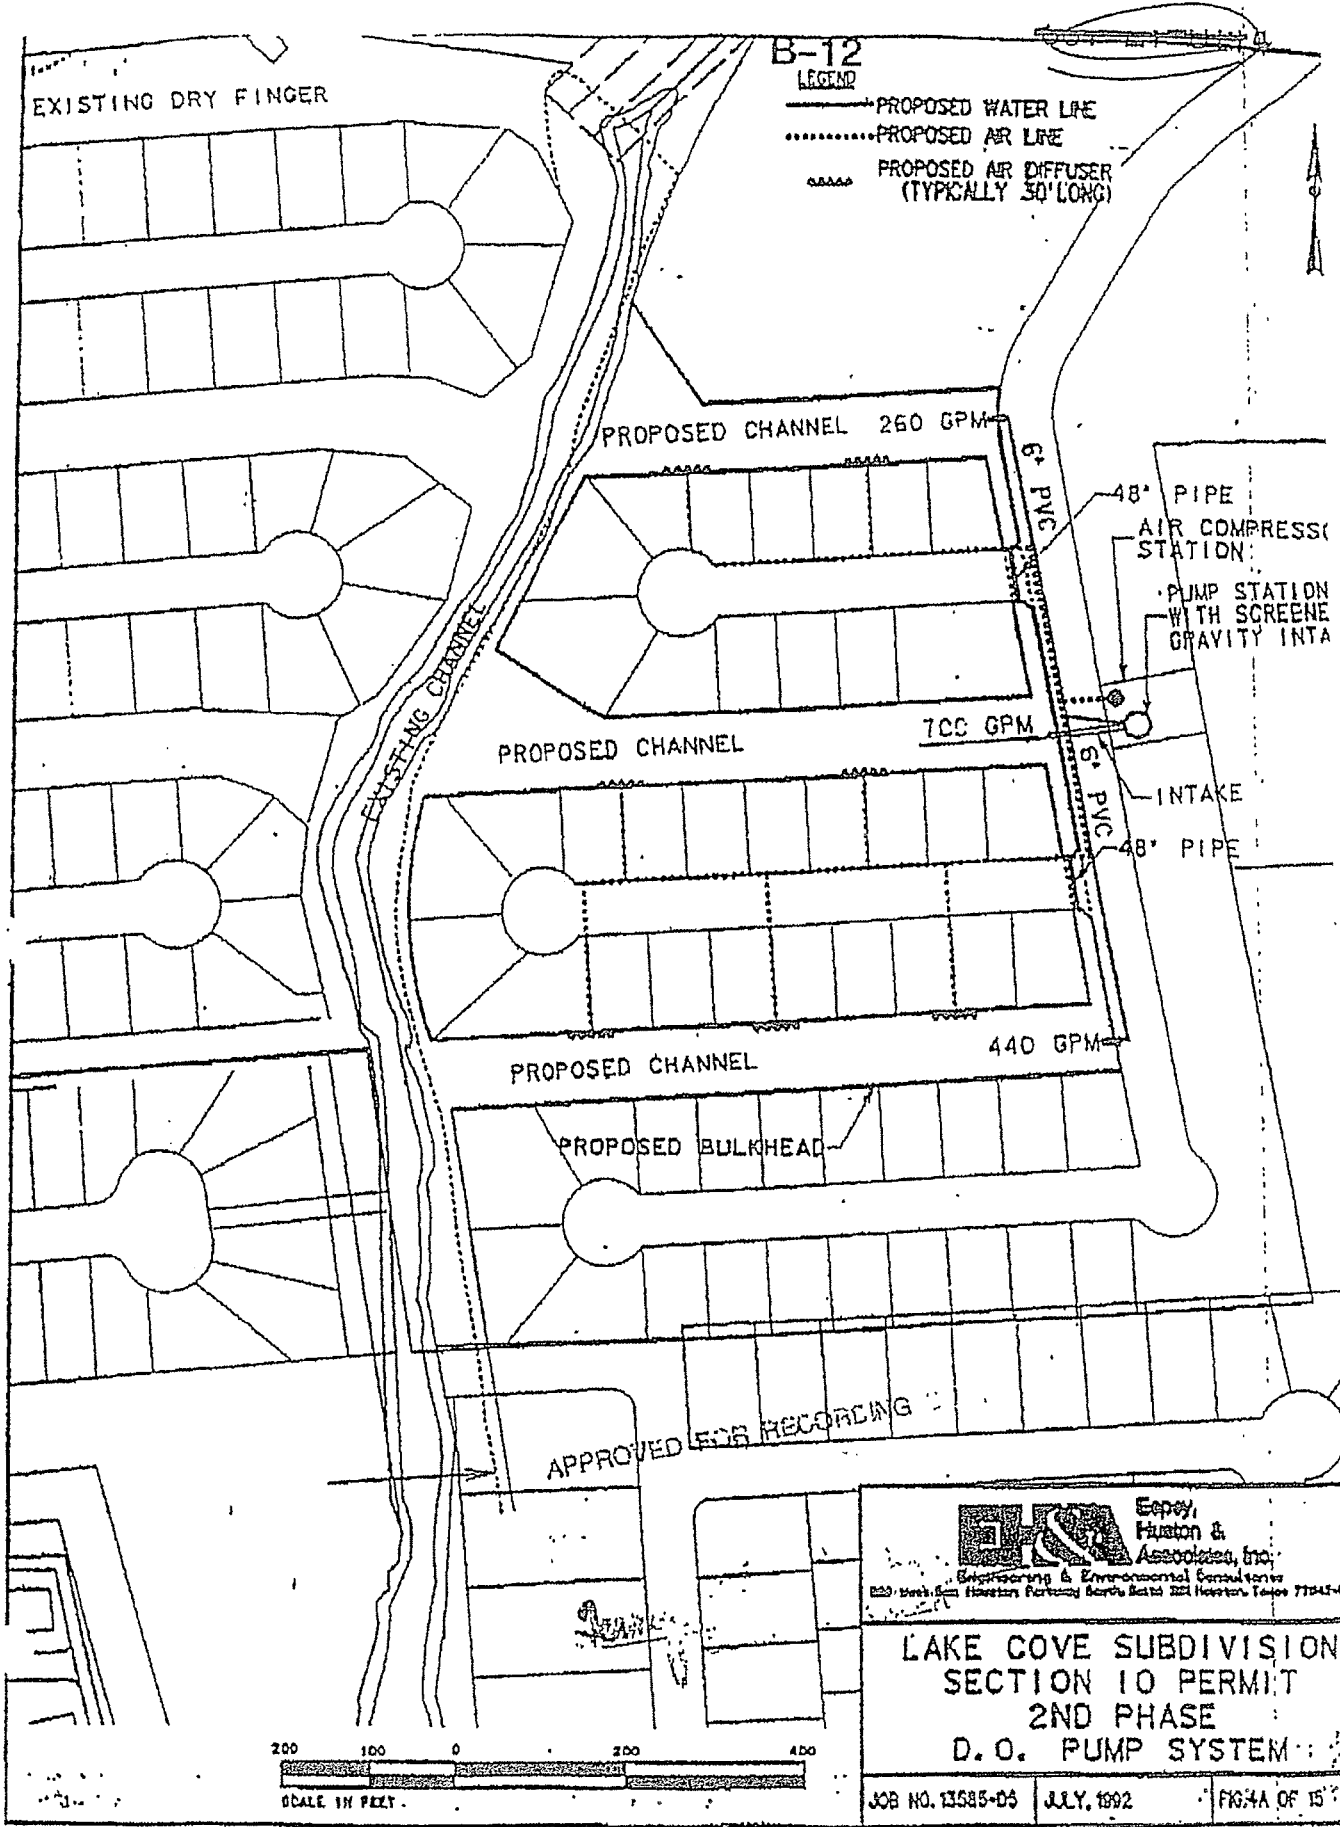 B-12
LEGEND
PROPOSED WATER LINE
PROPOSED AIR LINE
PROPOSED AIR DIFFUSER
(TYPICALLY 30' LONG)
EXISTING DRY FINGER
PROPOSED CHANNEL 260 GPM
6" PVC
48" PIPE
AIR COMPRESSO
STATION
PUMP STATION
WITH SCREENE
GRAVITY INTA
EXISTING CHANNEL
PROPOSED CHANNEL
700 GPM
6" PVC
INTAKE
48" PIPE
PROPOSED CHANNEL
440 GPM
PROPOSED BULKHEAD
APPROVED FOR RECORDING
Espey,
Huston &
Associates, Inc.
Engineering & Environmental Consultants
LAKE COVE SUBDIVISION
SECTION 10 PERMIT
2ND PHASE
D.O. PUMP SYSTEM
200 100 0 200 400
SCALE IN FEET
JOB NO. 13585-05
JULY, 1992
FIG. 4A OF 15